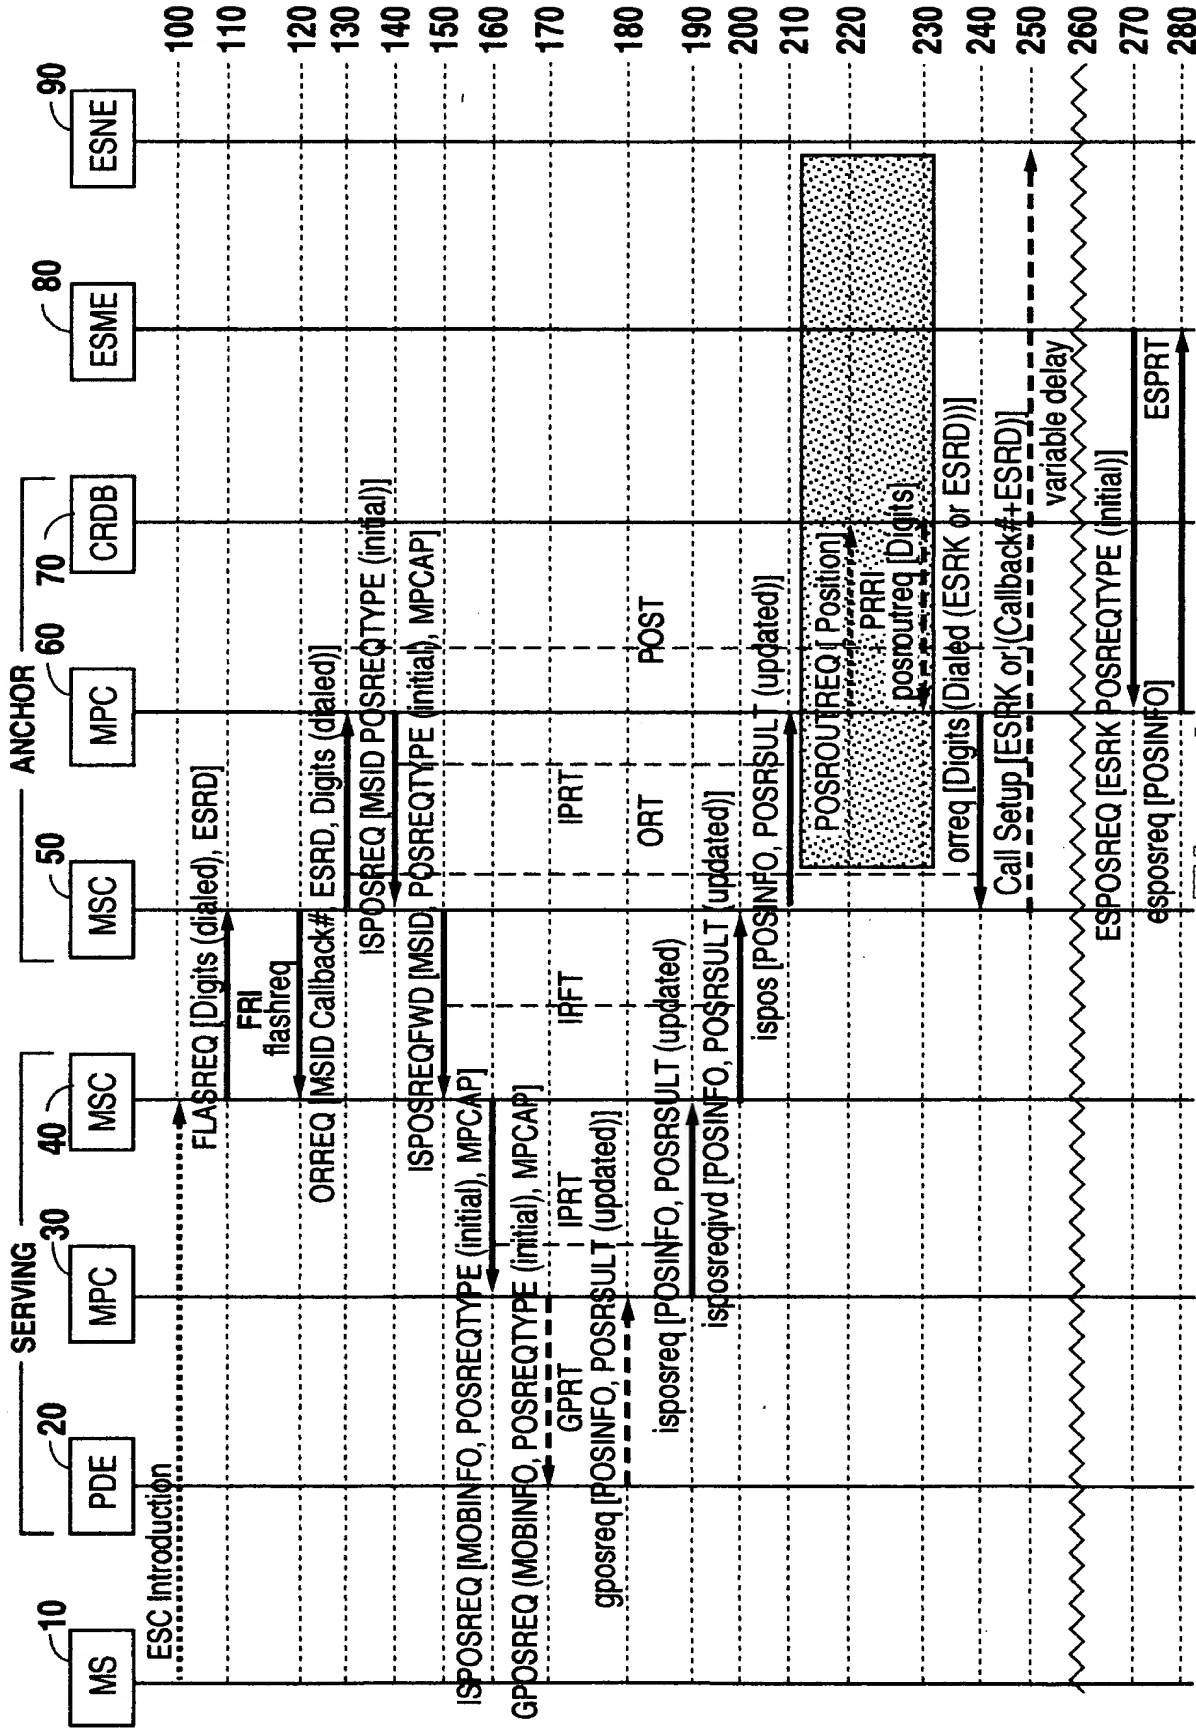 SERVING
ANCHOR
10
20
30
40
50
60
70
80
90
MS
PDE
MPC
MSC
MSC
MPC
CRDB
ESME
ESNE
ESC Introduction
100
FLASREQ [Digits (dialed), ESRD]
110
FRI
flashreq
120
ORREQ [MSID Callback#, ESRD, Digits (dialed)]
130
ISPOSREQ [MSID POSREQTYPE (initial)]
140
ISPOSREQFWD [MSID, POSREQTYPE (initial), MPCAP]
150
ISPOSREQ [MOBINFO, POSREQTYPE (initial), MPCAP]
160
GPOSREQ (MOBINFO, POSREQTYPE (initial), MPCAP]
170
GPRT
IPRT
IPFT
IPRT
gposreq [POSINFO, POSRSULT (updated)]
180
ORT
POST
isposreq [POSINFO, POSRSULT (updated)
190
isposreqivd [POSINFO, POSRSULT (updated)]
200
ispos [POSINFO, POSRSULT (updated)]
210
POSROUTREQ [ Position]
220
PRRI
posroutreq [Digits]
230
orreq [Digits (Dialed (ESRK or ESRD))]
240
Call Setup [ESRK or,(Callback#+ESRD)]
250
variable delay
260
ESPOSREQ [ESRK POSREQTYPE (initial)]
270
esposreq [POSINFO]
ESPRT
280